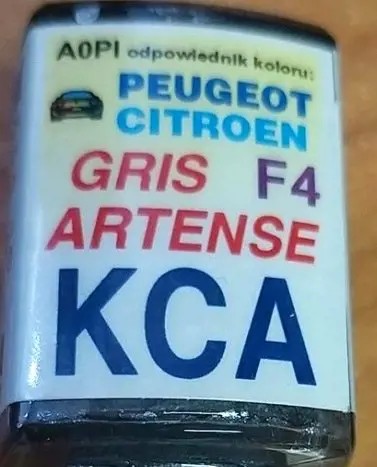 A0PI odpowiednik koloru:
PEUGEOT
CITROEN
GRIS F4
ARTENSE
KCA